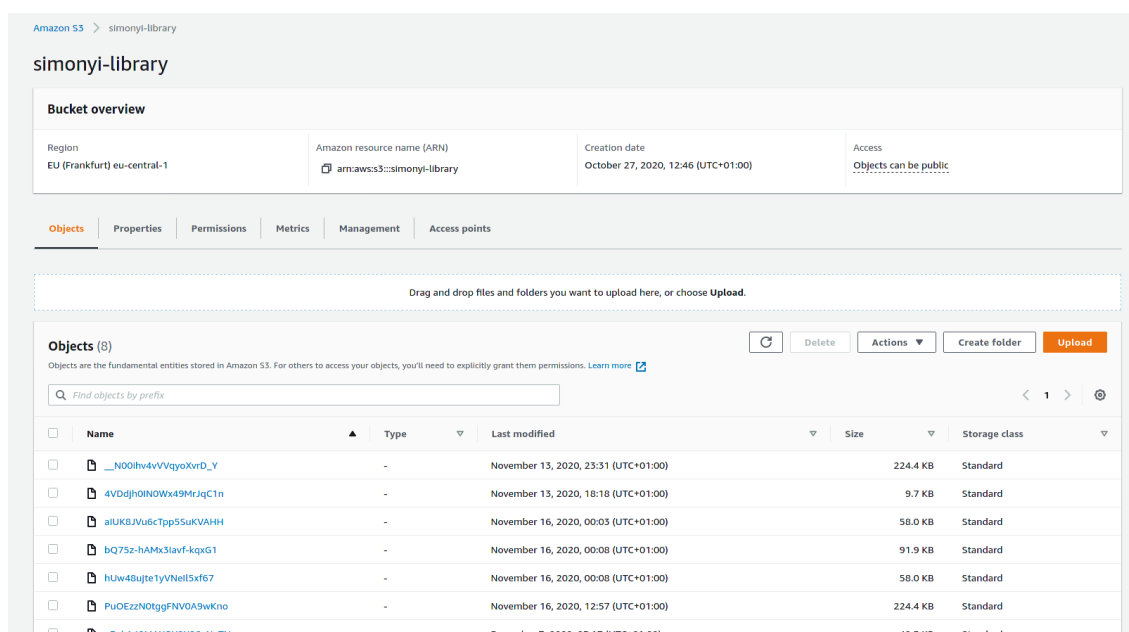 Amazon S3 > simonyi-library
simonyi-library
Bucket overview
Region
EU (Frankfurt) eu-central-1
Amazon resource name (ARN)
arn:aws:s3:::simonyi-library
Creation date
October 27, 2020, 12:46 (UTC+01:00)
Access
Objects can be public
Objects Properties Permissions Metrics Management Access points
Drag and drop files and folders you want to upload here, or choose Upload.
Objects (8)
Delete Actions Create folder Upload
Objects are the fundamental entities stored in Amazon S3. For others to access your objects, you'll need to explicitly grant them permissions. Learn more
Find objects by prefix
1
Name Type Last modified Size Storage class
__N00ihv4vVVqyoXvrD_Y - November 13, 2020, 23:31 (UTC+01:00) 224.4 KB Standard
4VDdjh0IN0Wx49MrJqC1n - November 13, 2020, 18:18 (UTC+01:00) 9.7 KB Standard
aIUK8JVu6cTpp5SuKVAHH - November 16, 2020, 00:03 (UTC+01:00) 58.0 KB Standard
bQ75z-hAMx3Iavf-kqxG1 - November 16, 2020, 00:08 (UTC+01:00) 91.9 KB Standard
hUw48ujte1yVNeIl5xf67 - November 16, 2020, 00:08 (UTC+01:00) 58.0 KB Standard
PuOEzzN0tggFNV0A9wKno - November 16, 2020, 12:57 (UTC+01:00) 224.4 KB Standard